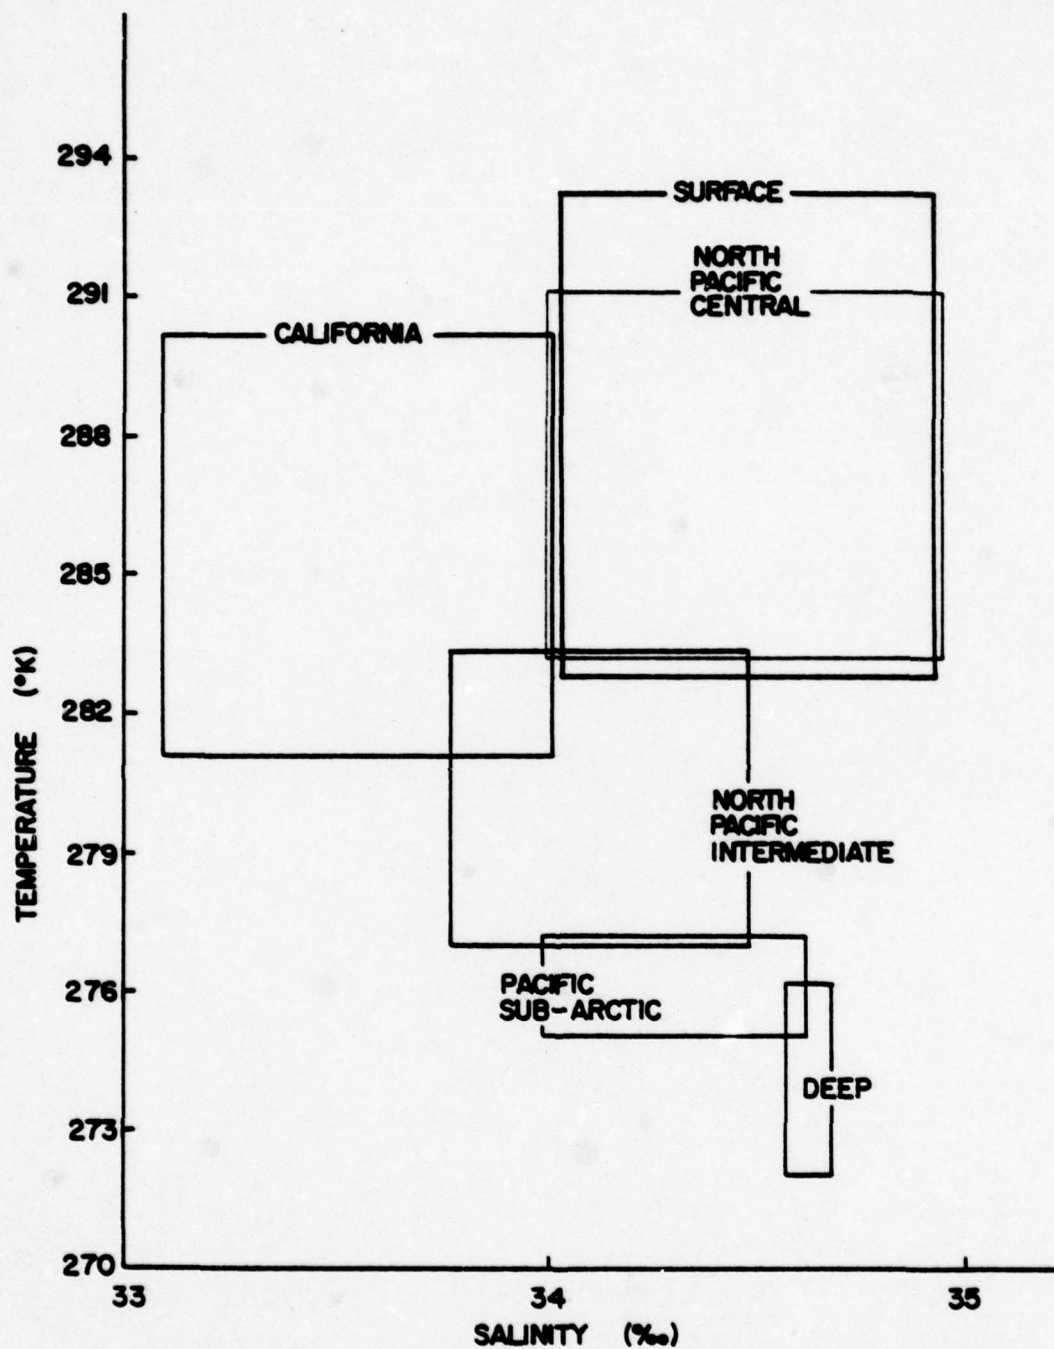 294
SURFACE
NORTH
PACIFIC
CENTRAL
291
CALIFORNIA
288
285
282
NORTH
PACIFIC
INTERMEDIATE
279
276
PACIFIC
SUB-ARCTIC
DEEP
273
270
33
34
35
TEMPERATURE (°K)
SALINITY (‰)